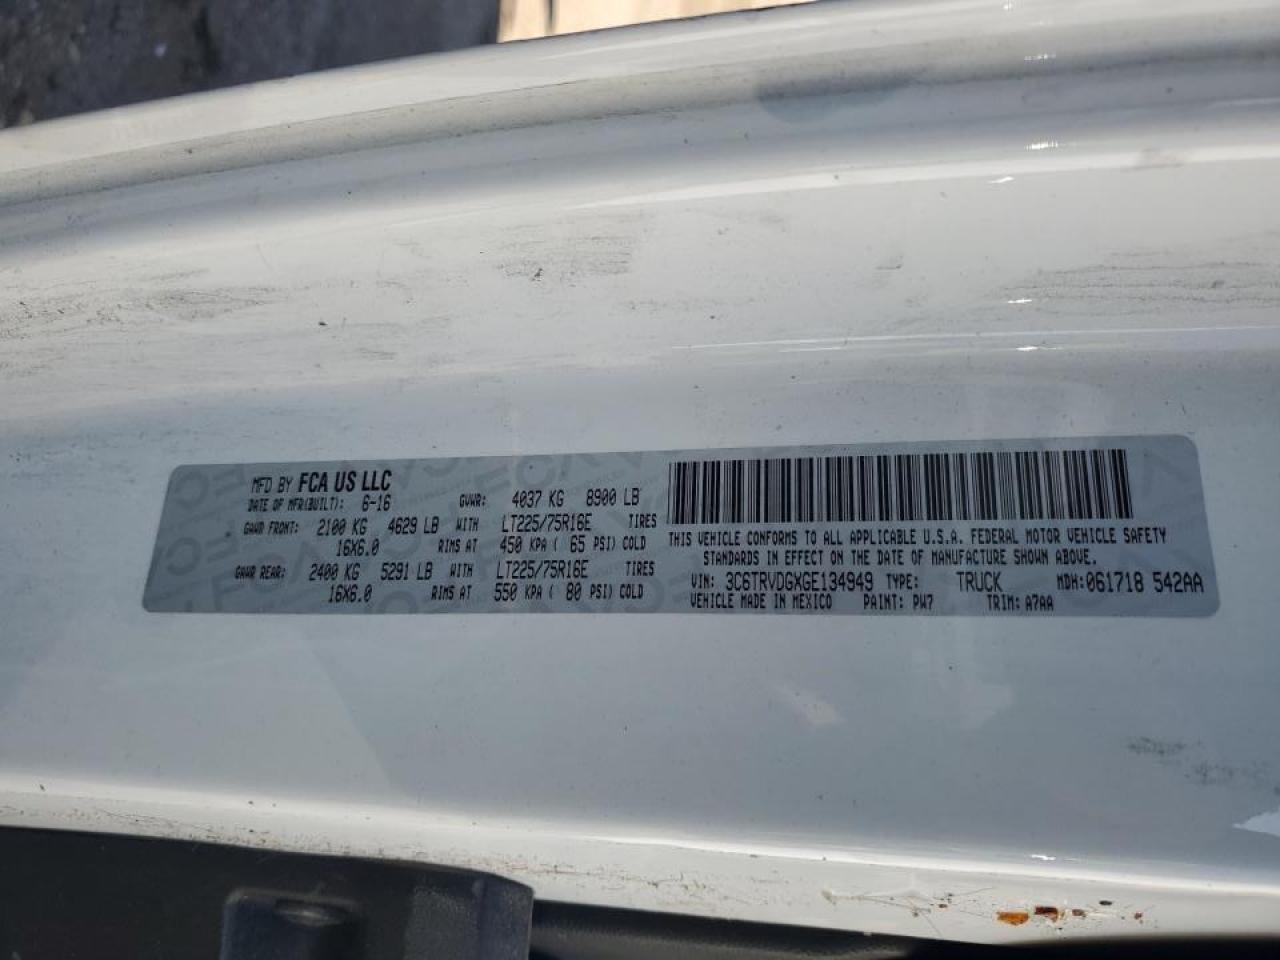 MFD BY FCA US LLC
DATE OF MFR(BUILT): 6-16 GVWR: 4037 KG 8900 LB
GAWR FRONT: 2100 KG 4629 LB WITH LT225/75R16E TIRES
16X6.0 RIMS AT 450 KPA ( 65 PSI) COLD
GAWR REAR: 2400 KG 5291 LB WITH LT225/75R16E TIRES
16X6.0 RIMS AT 550 KPA ( 80 PSI) COLD
THIS VEHICLE CONFORMS TO ALL APPLICABLE U.S.A. FEDERAL MOTOR VEHICLE SAFETY
STANDARDS IN EFFECT ON THE DATE OF MANUFACTURE SHOWN ABOVE.
VIN: 3C6TRVDGXGE134949 TYPE: TRUCK MDH: 061718 542AA
VEHICLE MADE IN MEXICO PAINT: PW7 TRIM: A7AA